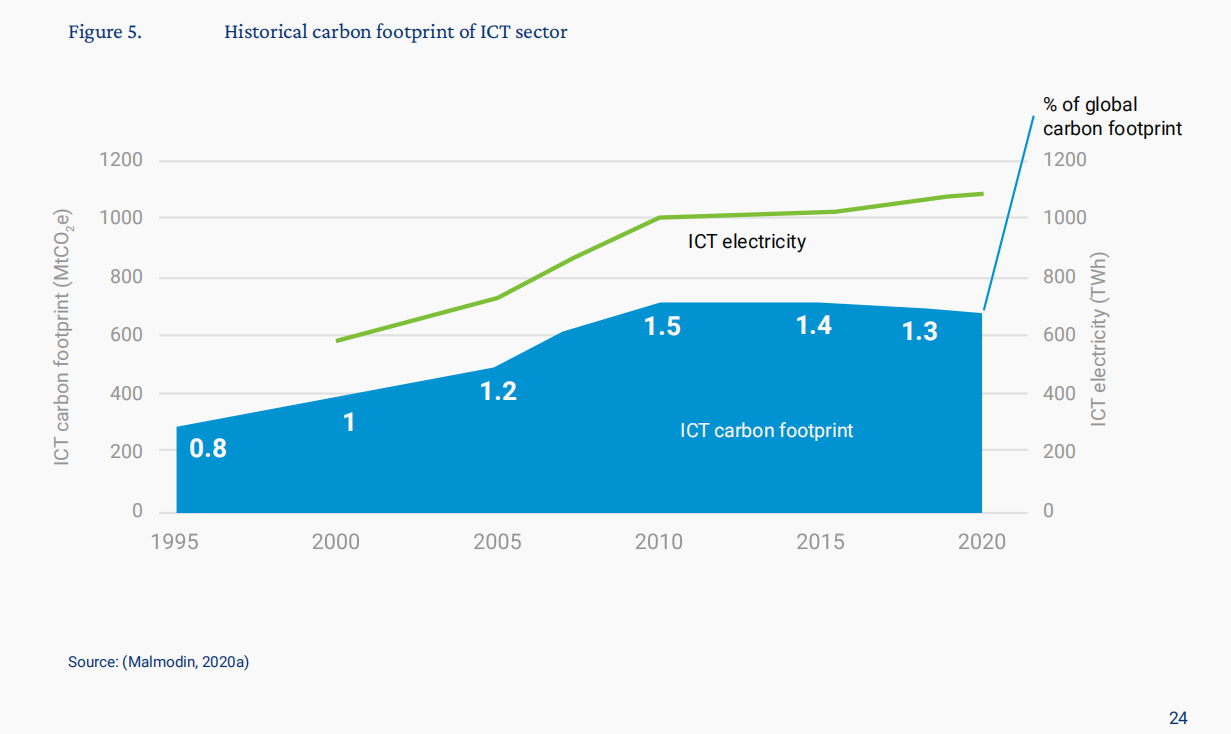 Figure 5. Historical carbon footprint of ICT sector
% of global
carbon footprint
1200 1200
1000 1000
ICT electricity
800 800
600 600
400 400
200 200
0 0
ICT carbon footprint (MtCO₂e)
ICT electricity (TWh)
0.8 1 1.2 1.5 1.4 1.3
ICT carbon footprint
1995 2000 2005 2010 2015 2020
Source: (Malmodin, 2020a)
24